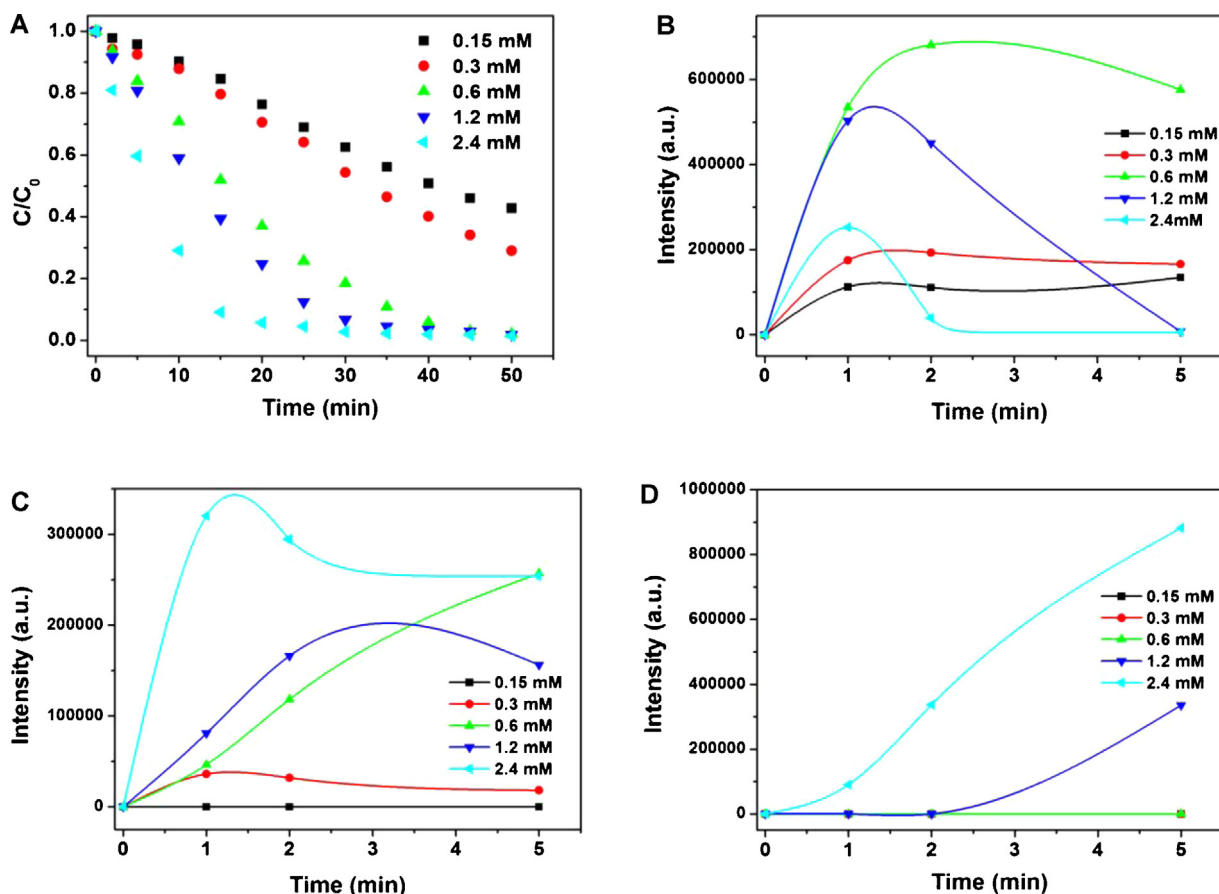 A
1.0
0.8
0.6
0.4
0.2
0.0
C/C0
0 10 20 30 40 50
Time (min)
0.15 mM
0.3 mM
0.6 mM
1.2 mM
2.4 mM
B
600000
400000
200000
0
Intensity (a.u.)
0 1 2 3 4 5
Time (min)
0.15 mM
0.3 mM
0.6 mM
1.2 mM
2.4mM
C
300000
200000
100000
0
Intensity (a.u.)
0 1 2 3 4 5
Time (min)
0.15 mM
0.3 mM
0.6 mM
1.2 mM
2.4 mM
D
1000000
800000
600000
400000
200000
0
Intensity (a.u.)
0 1 2 3 4 5
Time (min)
0.15 mM
0.3 mM
0.6 mM
1.2 mM
2.4 mM